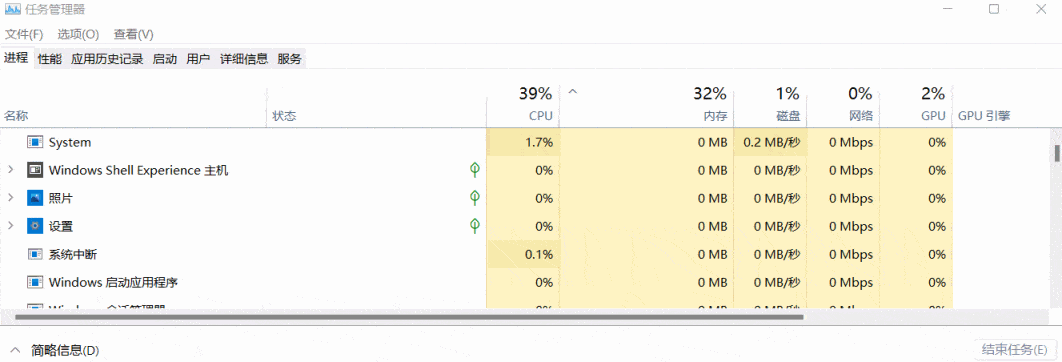 任务管理器
文件(F) 选项(O) 查看(V)
进程 性能 应用历史记录 启动 用户 详细信息 服务
39% 32% 1% 0% 2%
名称 状态 CPU 内存 磁盘 网络 GPU GPU 引擎
System 1.7% 0 MB 0.2 MB/秒 0 Mbps 0%
Windows Shell Experience 主机 0% 0 MB 0 MB/秒 0 Mbps 0%
照片 0% 0 MB 0 MB/秒 0 Mbps 0%
设置 0% 0 MB 0 MB/秒 0 Mbps 0%
系统中断 0.1% 0 MB 0 MB/秒 0 Mbps 0%
Windows 启动应用程序 0% 0 MB 0 MB/秒 0 Mbps 0%
0% 0 MB 0 MB/秒 0 Mbps 0%
简略信息(D) 结束任务(E)